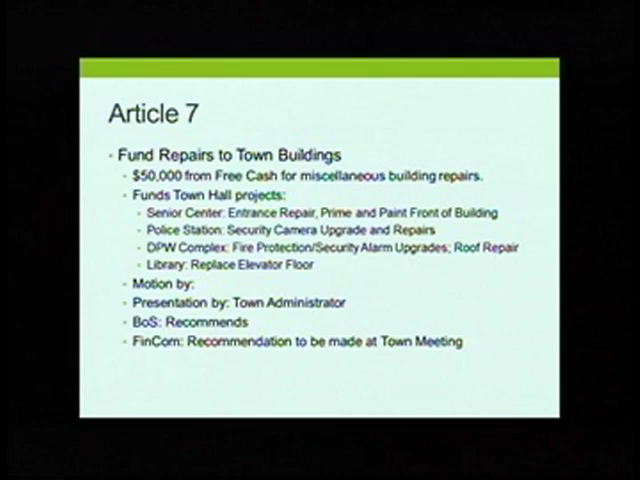 Article 7
Fund Repairs to Town Buildings
$50,000 from Free Cash for miscellaneous building repairs.
Funds Town Hall projects:
Senior Center: Entrance Repair, Prime and Paint Front of Building
Police Station: Security Camera Upgrade and Repairs
DPW Complex: Fire Protection/Security Alarm Upgrades; Roof Repair
Library: Replace Elevator Floor
Motion by:
Presentation by: Town Administrator
BoS: Recommends
FinCom: Recommendation to be made at Town Meeting